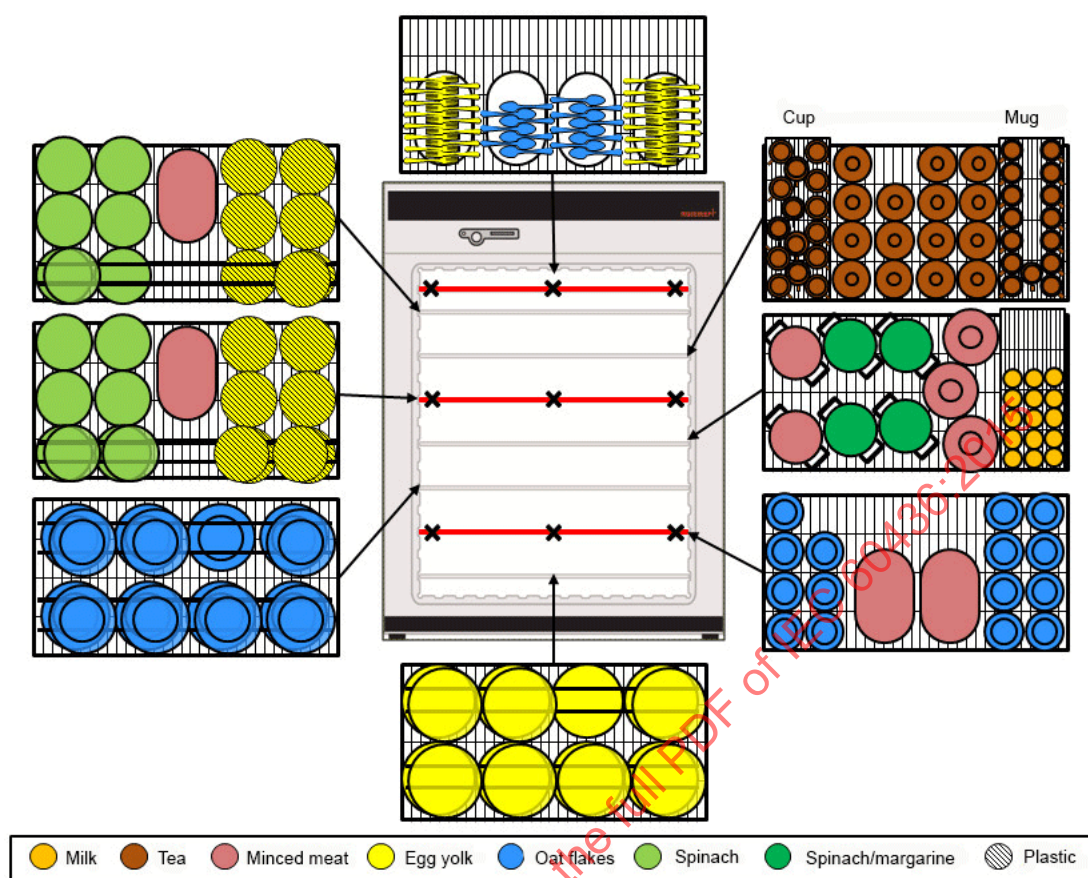 Cup
Mug
the full PDF of IEC 60436:2015
Milk
Tea
Minced meat
Egg yolk
Oat flakes
Spinach
Spinach/margarine
Plastic